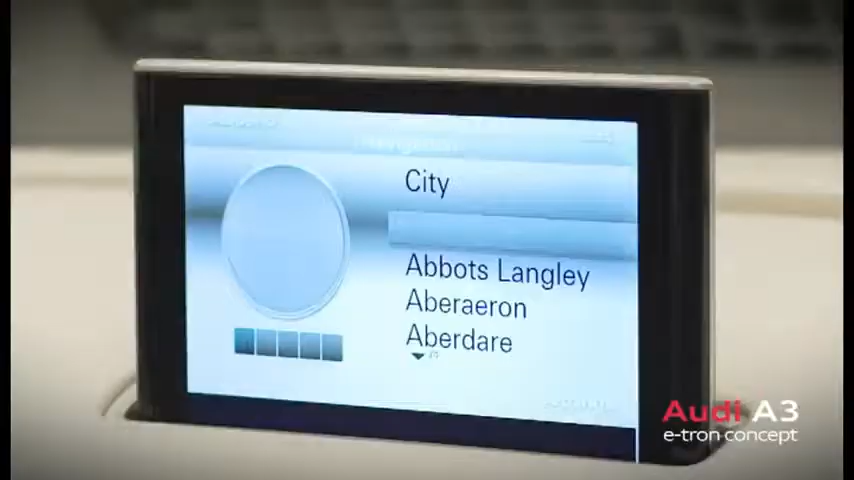 City
Abbots Langley
Aberaeron
Aberdare
Audi A3
e-tron concept